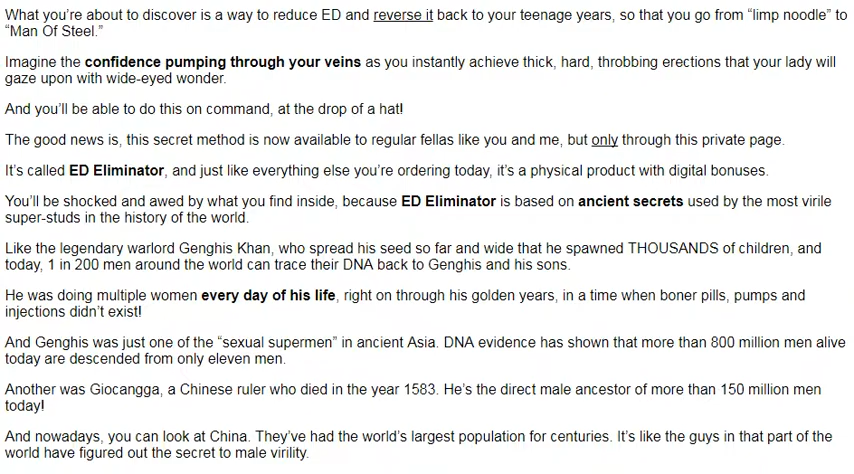 What you’re about to discover is a way to reduce ED and reverse it back to your teenage years, so that you go from “limp noodle” to
“Man Of Steel.”
Imagine the confidence pumping through your veins as you instantly achieve thick, hard, throbbing erections that your lady will
gaze upon with wide-eyed wonder.
And you’ll be able to do this on command, at the drop of a hat!
The good news is, this secret method is now available to regular fellas like you and me, but only through this private page.
It’s called ED Eliminator, and just like everything else you’re ordering today, it’s a physical product with digital bonuses.
You’ll be shocked and awed by what you find inside, because ED Eliminator is based on ancient secrets used by the most virile
super-studs in the history of the world.
Like the legendary warlord Genghis Khan, who spread his seed so far and wide that he spawned THOUSANDS of children, and
today, 1 in 200 men around the world can trace their DNA back to Genghis and his sons.
He was doing multiple women every day of his life, right on through his golden years, in a time when boner pills, pumps and
injections didn’t exist!
And Genghis was just one of the “sexual supermen” in ancient Asia. DNA evidence has shown that more than 800 million men alive
today are descended from only eleven men.
Another was Giocangga, a Chinese ruler who died in the year 1583. He’s the direct male ancestor of more than 150 million men
today!
And nowadays, you can look at China. They’ve had the world’s largest population for centuries. It’s like the guys in that part of the
world have figured out the secret to male virility.